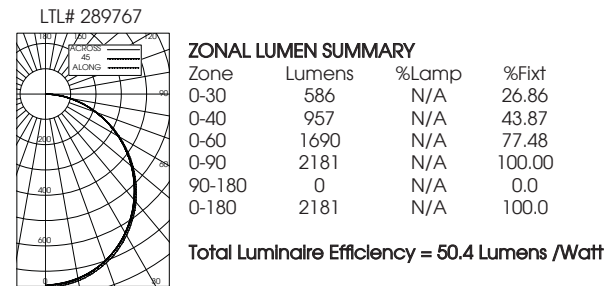 LTL# 289767
180 150 120
ACROSS
45
ALONG
90
200
60
400
600
0 30
ZONAL LUMEN SUMMARY
Zone Lumens %Lamp %Fixt
0-30 586 N/A 26.86
0-40 957 N/A 43.87
0-60 1690 N/A 77.48
0-90 2181 N/A 100.00
90-180 0 N/A 0.0
0-180 2181 N/A 100.0
Total Luminaire Efficiency = 50.4 Lumens /Watt